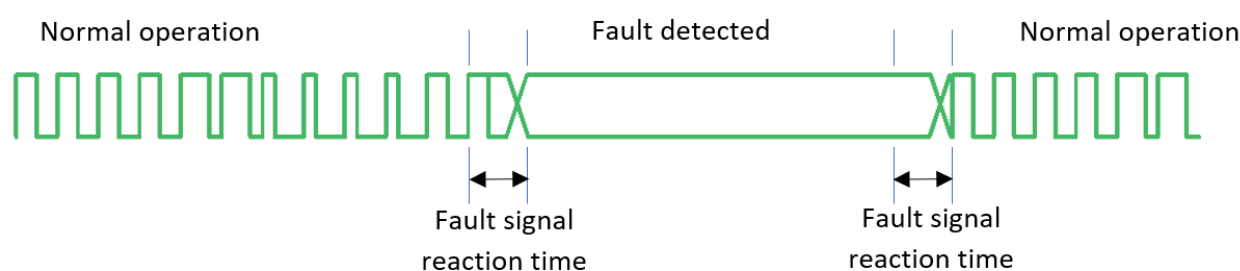 Normal operation
Fault detected
Normal operation
Fault signal
reaction time
Fault signal
reaction time